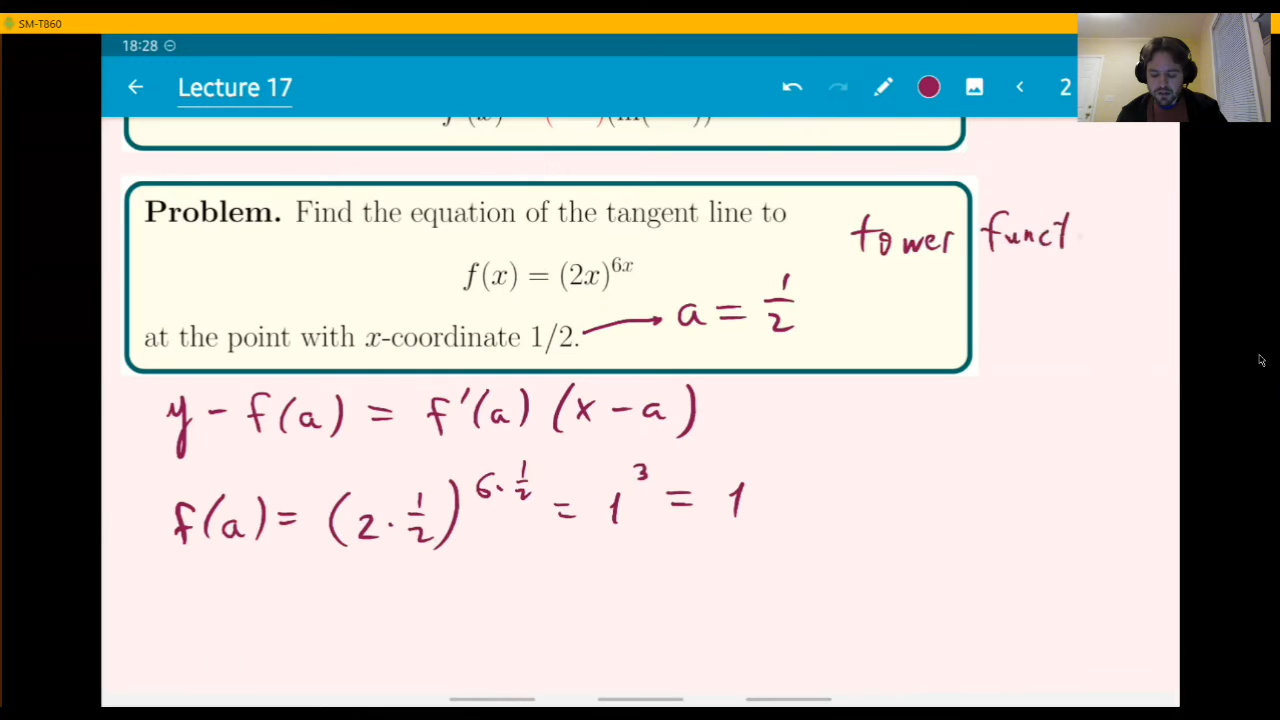 SM-T860
18:28
Lecture 17
2
Problem. Find the equation of the tangent line to
f(x) = (2x)^{6x}
at the point with x-coordinate 1/2.
a = 1/2
tower funct
y - f(a) = f'(a) (x - a)
f(a) = (2 · 1/2)^{6 · 1/2} = 1^3 = 1